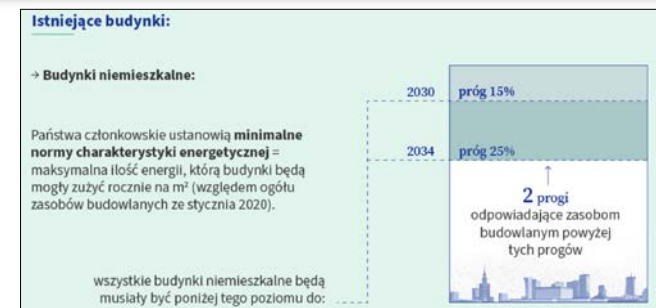 Istniejące budynki:
→ Budynki niemieszkalne:
Państwa członkowskie ustanowią minimalne
normy charakterystyki energetycznej =
maksymalna ilość energii, którą budynki będą
mogły zużyć rocznie na m² (względem ogółu
zasobów budowlanych ze stycznia 2020).
wszystkie budynki niemieszkalne będą
musiały być poniżej tego poziomu do:
2030 próg 15%
2034 próg 25%
2 progi
odpowiadające zasobom
budowlanym powyżej
tych progów